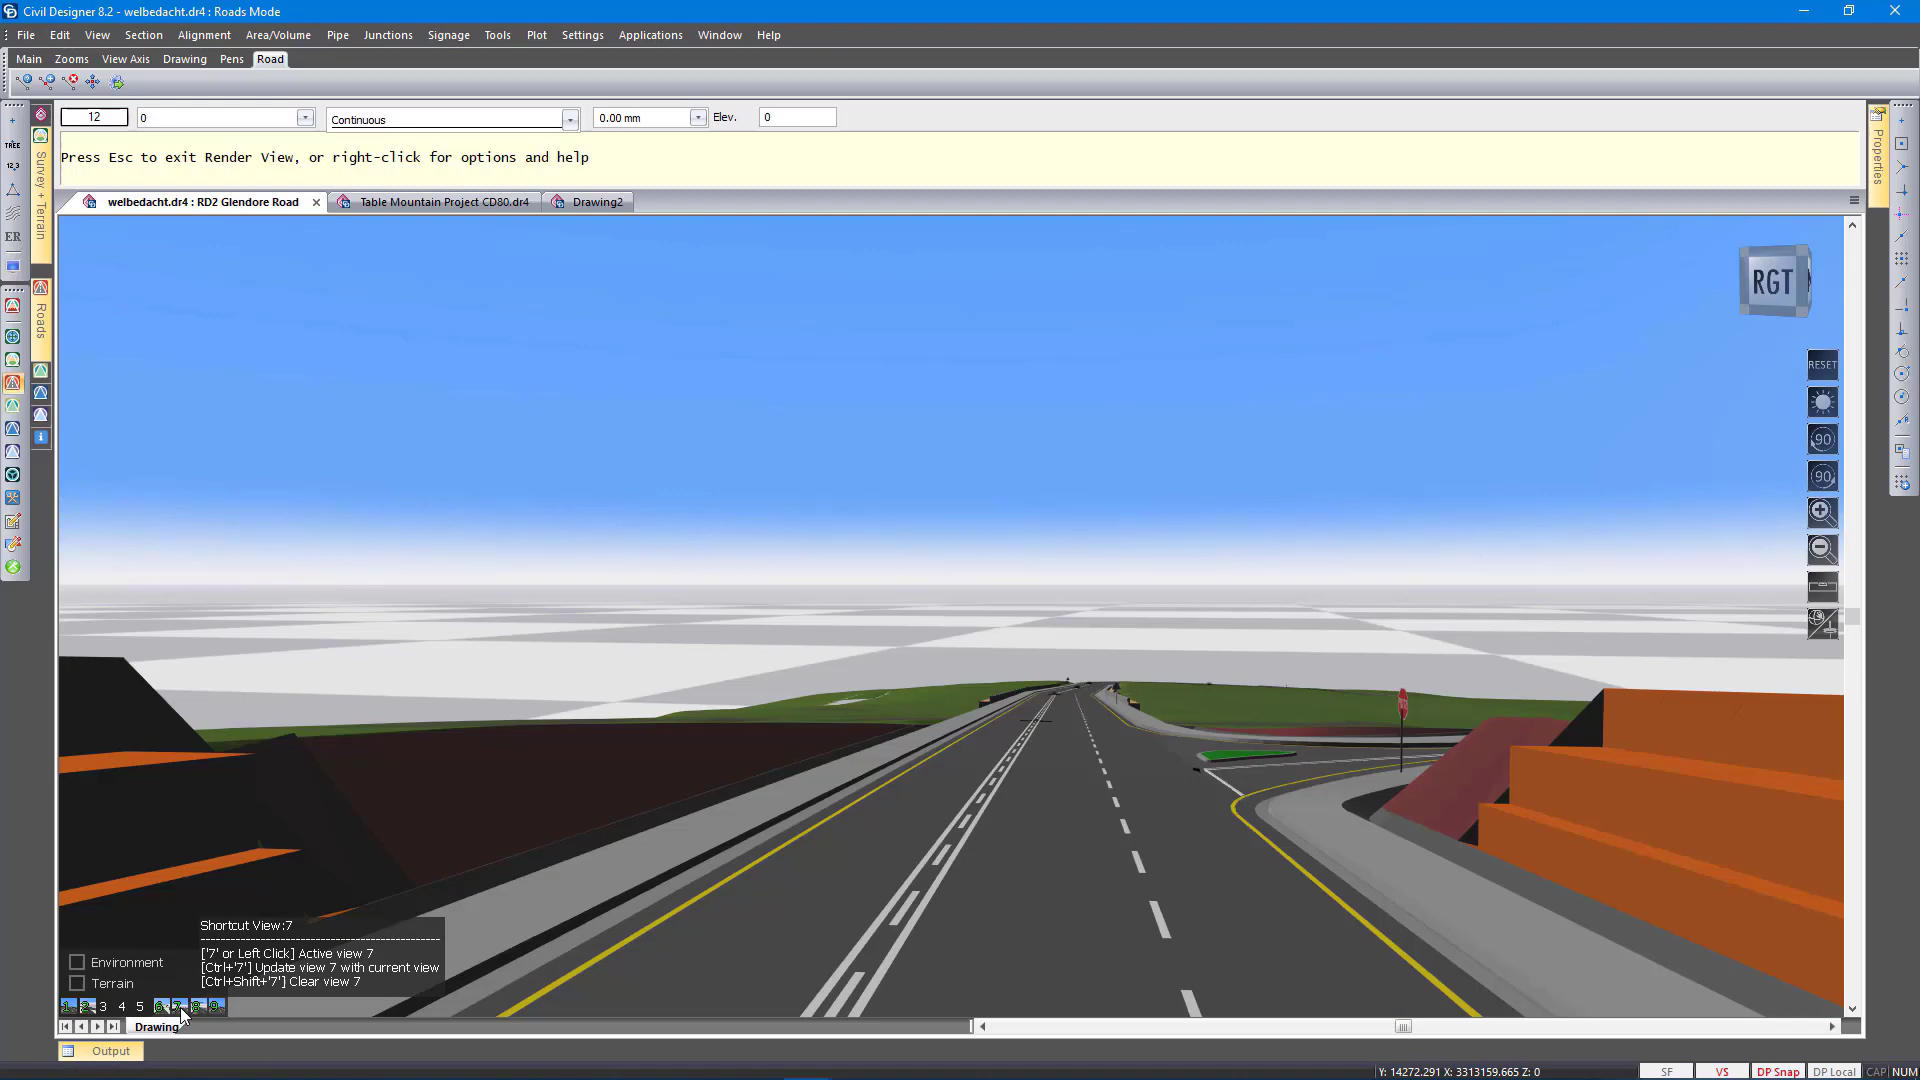 Civil Designer 8.2 - welbedacht.dr4 : Roads Mode
File Edit View Section Alignment Area/Volume Pipe Junctions Signage Tools Plot Settings Applications Window Help
Main Zooms View Axis Drawing Pens Road
12 0 Continuous 0.00 mm Elev. 0
Press Esc to exit Render View, or right-click for options and help
welbedacht.dr4 : RD2 Glendore Road Table Mountain Project CD80.dr4 Drawing2
TREE
12.3
ER
Survey + Terrain
Roads
Properties
RGT
RESET
90
90
Shortcut View:7
------------------------------------------------
['7' or Left Click] Active view 7
[Ctrl+'7'] Update view 7 with current view
[Ctrl+Shift+'7'] Clear view 7
Environment
Terrain
1 2 3 4 5 6 7 8 9
Drawing
Output
Y: 14272.291 X: 3313159.665 Z: 0 SF VS DP Snap DP Local CAP NUM